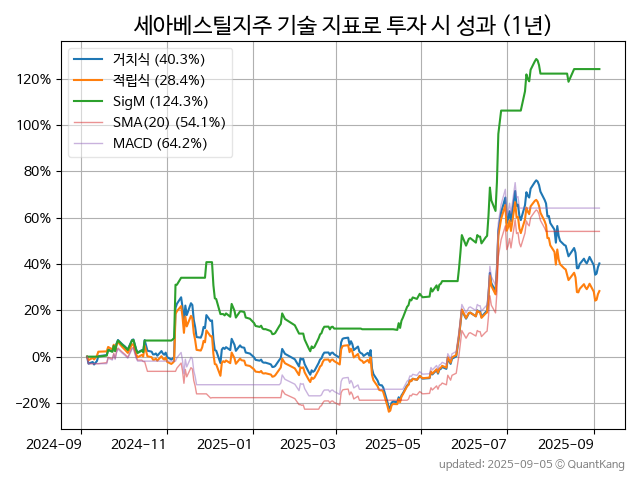 세아베스틸지주 기술 지표로 투자 시 성과 (1년)
거치식 (40.3%)
적립식 (28.4%)
SigM (124.3%)
SMA(20) (54.1%)
MACD (64.2%)
120%
100%
80%
60%
40%
20%
0%
−20%
2024-09 2024-11 2025-01 2025-03 2025-05 2025-07 2025-09
updated: 2025-09-05 © QuantKang